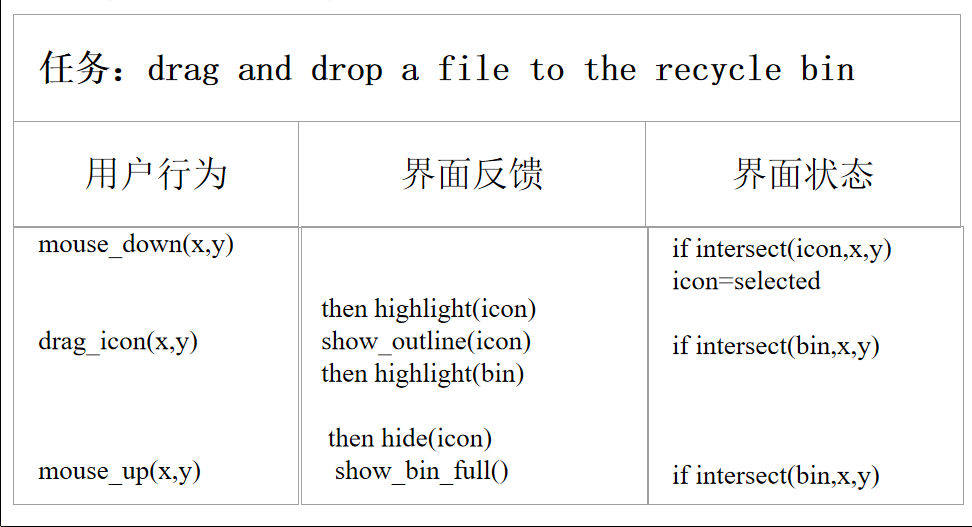 任务：drag and drop a file to the recycle bin
用户行为
界面反馈
界面状态
mouse_down(x,y)
if intersect(icon,x,y)
icon=selected
then highlight(icon)
drag_icon(x,y)
show_outline(icon)
if intersect(bin,x,y)
then highlight(bin)
then hide(icon)
mouse_up(x,y)
show_bin_full()
if intersect(bin,x,y)